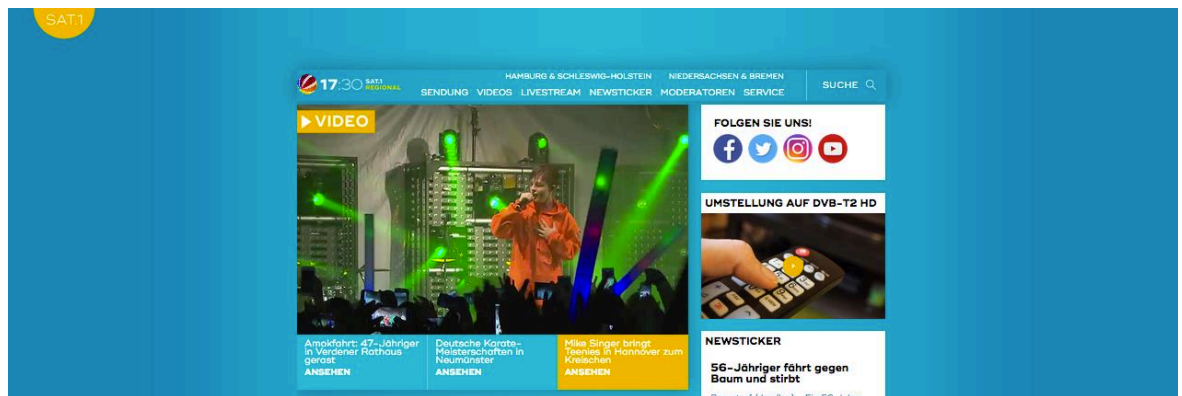 SAT.1
17:30 SAT.1 REGIONAL
HAMBURG & SCHLESWIG-HOLSTEIN NIEDERSACHSEN & BREMEN
SENDUNG VIDEOS LIVESTREAM NEWSTICKER MODERATOREN SERVICE
SUCHE
VIDEO
Amokfahrt: 47-Jähriger
in Verdener Rathaus
gerast
ANSEHEN
Deutsche Karate-
Meisterschaften in
Neumünster
ANSEHEN
Mike Singer bringt
Teenies in Hannover zum
Kreischen
ANSEHEN
FOLGEN SIE UNS!
UMSTELLUNG AUF DVB-T2 HD
NEWSTICKER
56-Jähriger fährt gegen
Baum und stirbt